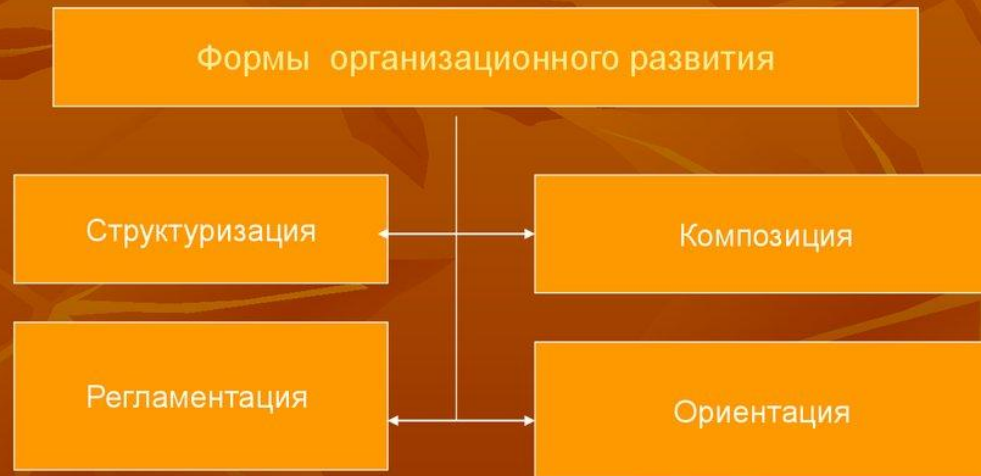 Формы организационного развития
Структуризация
Композиция
Регламентация
Ориентация